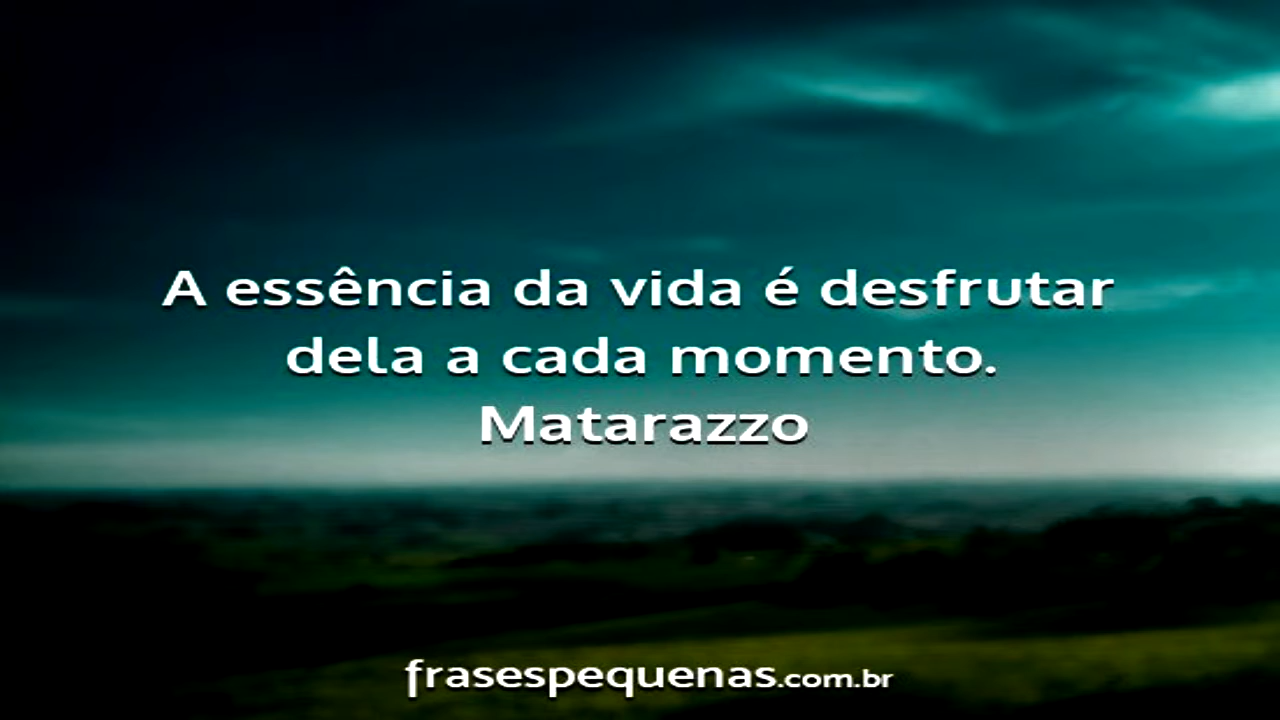 A essência da vida é desfrutar
dela a cada momento.
Matarazzo
frasespequenas.com.br